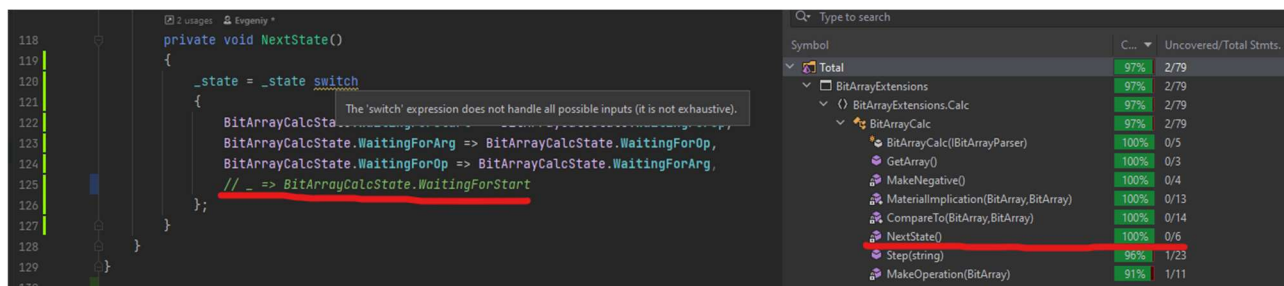 2 usages Evgeniy *
118 private void NextState()
119 {
120 _state = _state switch
121 {
The 'switch' expression does not handle all possible inputs (it is not exhaustive).
122
123 BitArrayCalcState.WaitingForArg => BitArrayCalcState.WaitingForOp,
124 BitArrayCalcState.WaitingForOp => BitArrayCalcState.WaitingForArg,
125 // _ => BitArrayCalcState.WaitingForStart
126 };
127 }
128 }
129 }
Type to search
Symbol C... Uncovered/Total Stmts.
Total 97% 2/79
BitArrayExtensions 97% 2/79
BitArrayExtensions.Calc 97% 2/79
BitArrayCalc 97% 2/79
BitArrayCalc(IBitArrayParser) 100% 0/5
GetArray() 100% 0/3
MakeNegative() 100% 0/4
MaterialImplication(BitArray,BitArray) 100% 0/13
CompareTo(BitArray,BitArray) 100% 0/14
NextState() 100% 0/6
Step(string) 96% 1/23
MakeOperation(BitArray) 91% 1/11